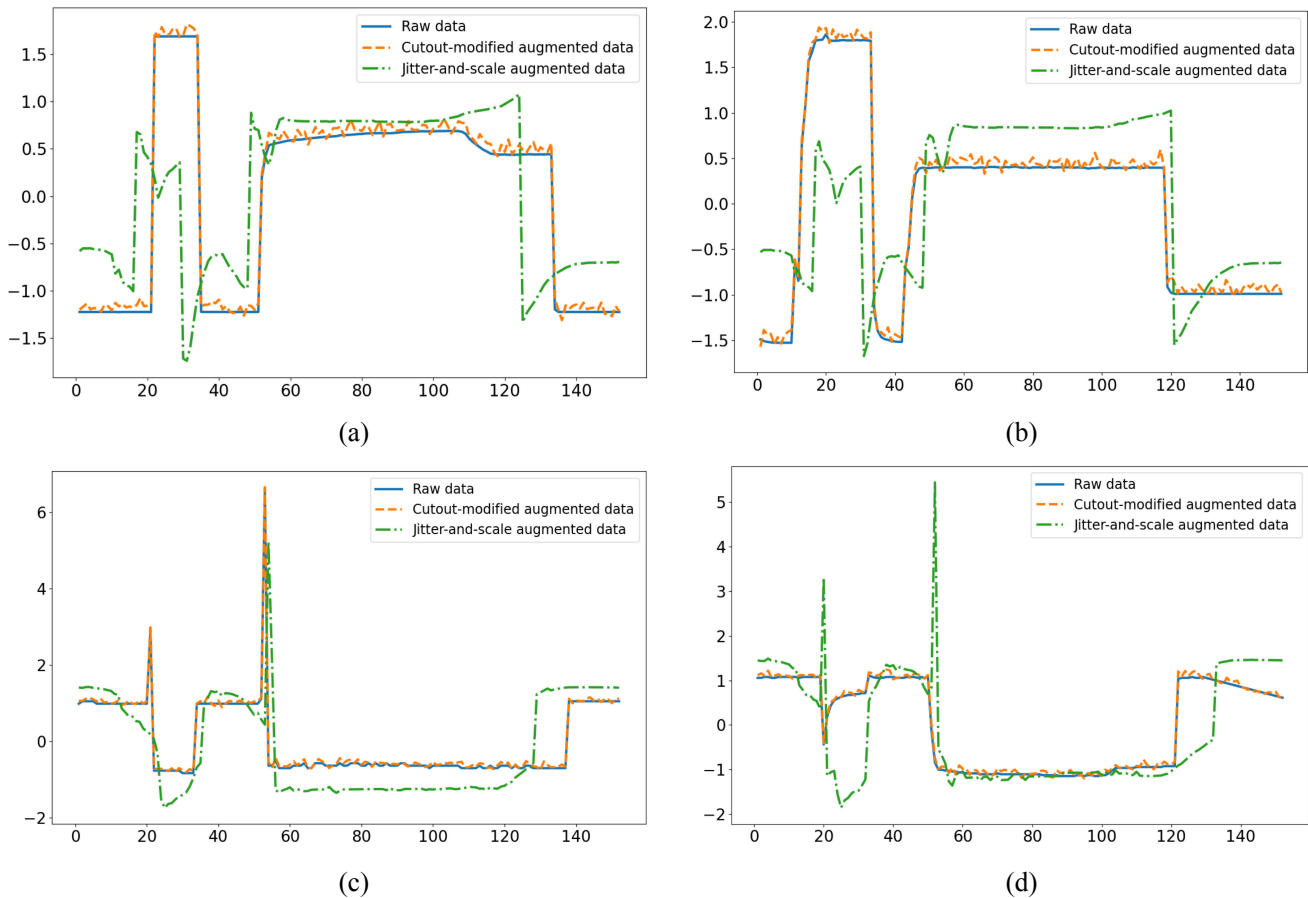 Raw data
Cutout-modified augmented data
Jitter-and-scale augmented data
1.5
1.0
0.5
0.0
−0.5
−1.0
−1.5
0 20 40 60 80 100 120 140
(a)
Raw data
Cutout-modified augmented data
Jitter-and-scale augmented data
2.0
1.5
1.0
0.5
0.0
−0.5
−1.0
−1.5
0 20 40 60 80 100 120 140
(b)
Raw data
Cutout-modified augmented data
Jitter-and-scale augmented data
6
4
2
0
−2
0 20 40 60 80 100 120 140
(c)
Raw data
Cutout-modified augmented data
Jitter-and-scale augmented data
5
4
3
2
1
0
−1
−2
0 20 40 60 80 100 120 140
(d)